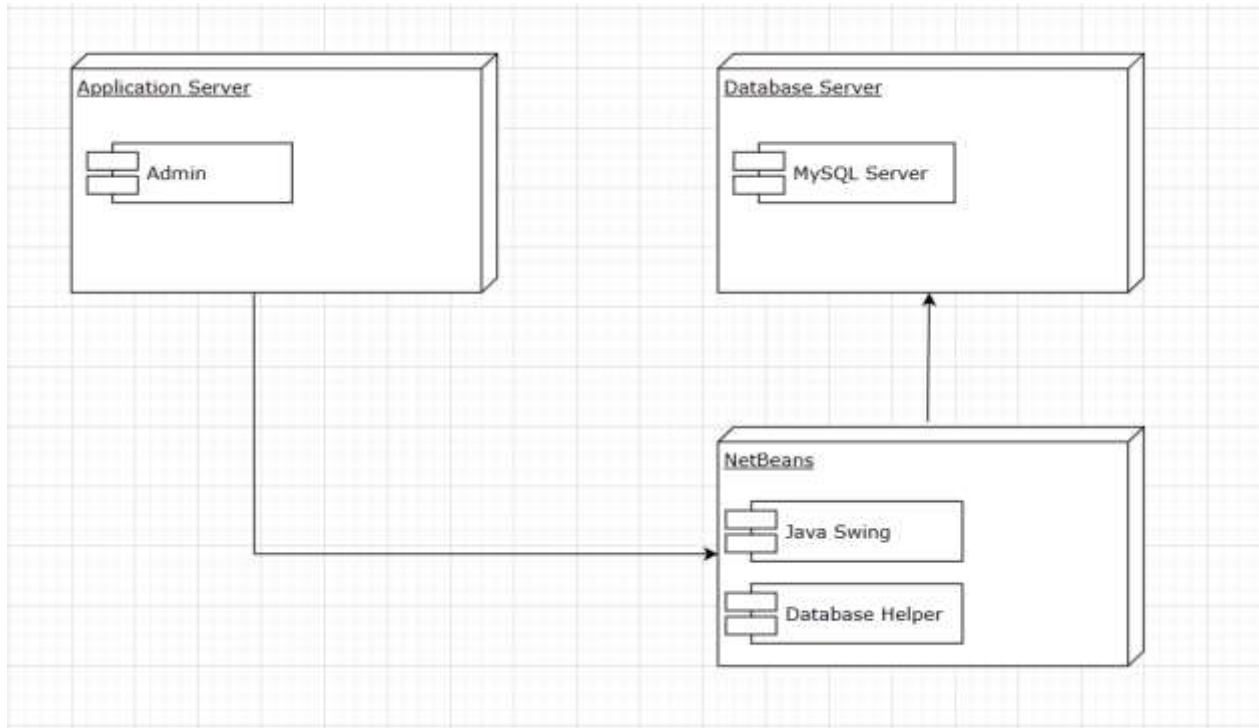 Application Server
Admin
Database Server
MySQL Server
NetBeans
Java Swing
Database Helper